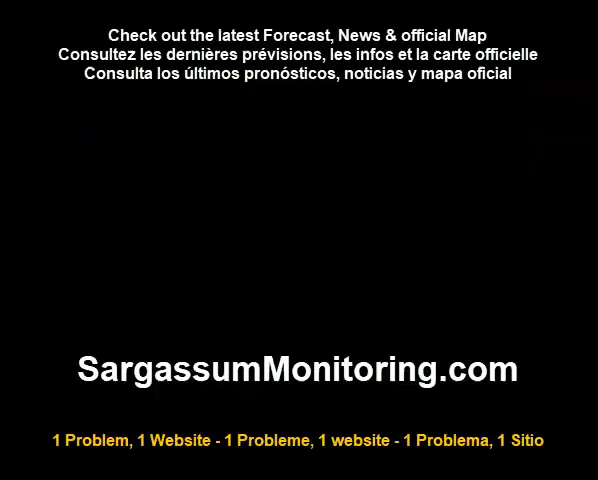 Check out the latest Forecast, News & official Map
Consultez les dernières prévisions, les infos et la carte officielle
Consulta los últimos pronósticos, noticias y mapa oficial
SargassumMonitoring.com
1 Problem, 1 Website - 1 Probleme, 1 website - 1 Problema, 1 Sitio